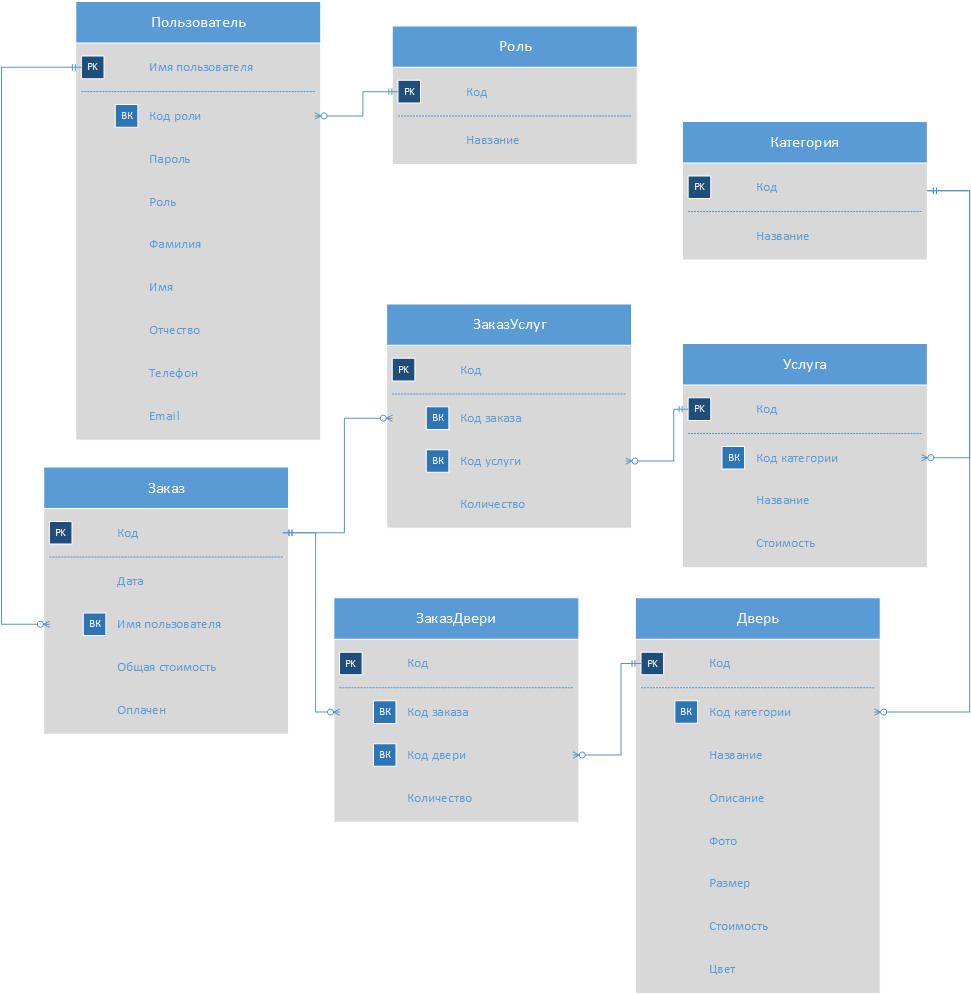 Пользователь
PK Имя пользователя
ВК Код роли
Пароль
Роль
Фамилия
Имя
Отчество
Телефон
Email
Роль
PK Код
Навзание
Категория
PK Код
Название
ЗаказУслуг
PK Код
ВК Код заказа
ВК Код услуги
Количество
Услуга
PK Код
ВК Код категории
Название
Стоимость
Заказ
PK Код
Дата
ВК Имя пользователя
Общая стоимость
Оплачен
ЗаказДвери
PK Код
ВК Код заказа
ВК Код двери
Количество
Дверь
PK Код
ВК Код категории
Название
Описание
Фото
Размер
Стоимость
Цвет